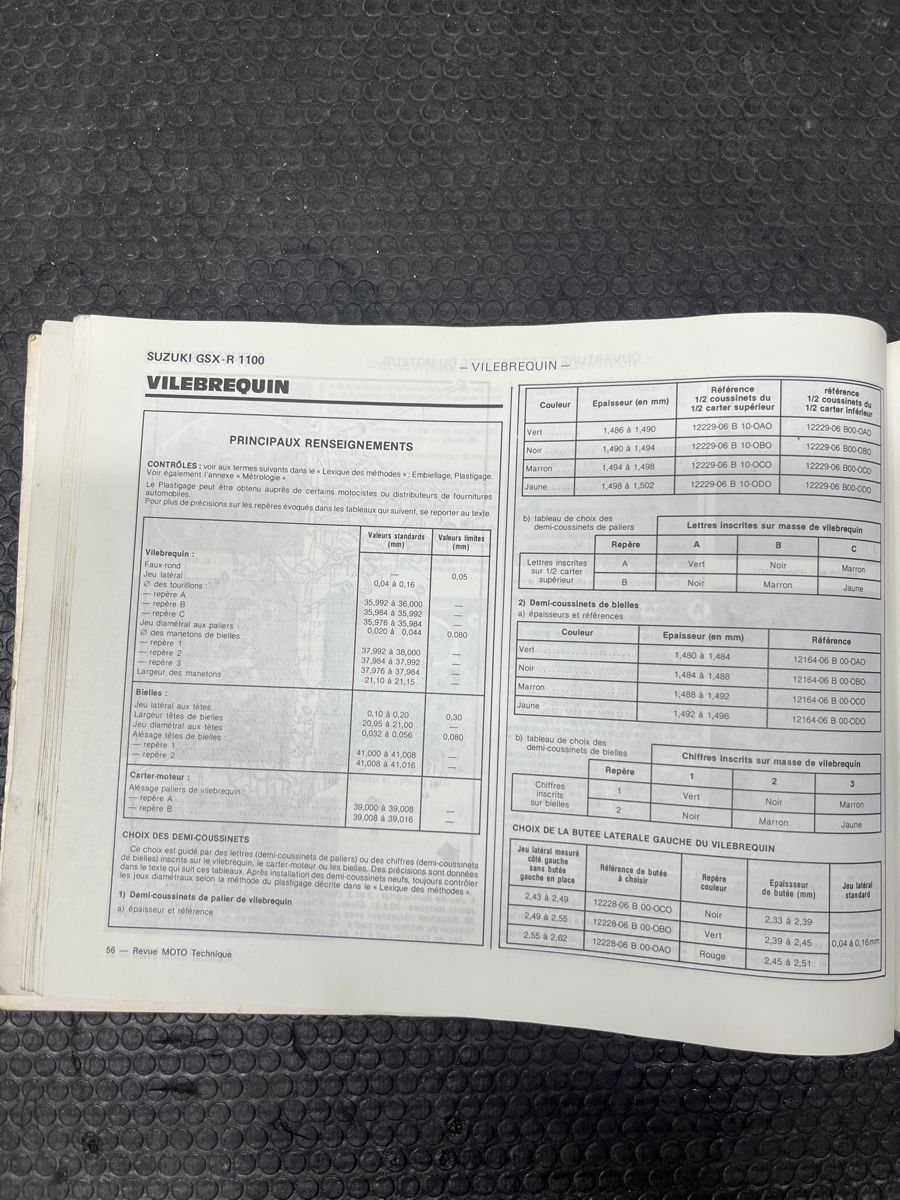 SUZUKI GSX-R 1100
– VILEBREQUIN –
VILEBREQUIN
PRINCIPAUX RENSEIGNEMENTS
CONTRÔLES : voir aux termes suivants dans le « Lexique des méthodes » : Embiellage, Plastigage.
Voir également l'annexe « Métrologie ».
Le Plastigage peut être obtenu auprès de certains motocistes ou distributeurs de fournitures
automobiles.
Pour plus de précisions sur les repères évoqués dans les tableaux qui suivent, se reporter au texte.
Valeurs standards (mm) Valeurs limites (mm)
Vilebrequin :
Faux-rond — 0,05
Jeu latéral 0,04 à 0,16
Ø des tourillons :
— repère A 35,992 à 36,000 —
— repère B 35,984 à 35,992 —
— repère C 35,976 à 35,984 —
Jeu diamétral aux paliers : 0,020 à 0,044 0,080
Ø des manetons de bielles :
— repère 1 37,992 à 38,000 —
— repère 2 37,984 à 37,992 —
— repère 3 37,976 à 37,984 —
Largeur des manetons 21,10 à 21,15 —
Bielles :
Jeu latéral aux têtes 0,10 à 0,20 0,30
Largeur têtes de bielles 20,95 à 21,00 —
Jeu diamétral aux têtes 0,032 à 0,056 0,080
Alésage têtes de bielles :
— repère 1 41,000 à 41,008 —
— repère 2 41,008 à 41,016 —
Carter-moteur :
Alésage paliers de vilebrequin :
— repère A 39,000 à 39,008 —
— repère B 39,008 à 39,016 —
CHOIX DES DEMI-COUSSINETS
Ce choix est guidé par des lettres (demi-coussinets de paliers) ou des chiffres (demi-coussinets
de bielles) inscrits sur le vilebrequin, le carter-moteur ou les bielles. Des précisions sont données
dans le texte qui suit ces tableaux. Après installation des demi-coussinets neufs, toujours contrôler
les jeux diamétraux selon la méthode du plastigage décrite dans le « Lexique des méthodes ».
1) Demi-coussinets de palier de vilebrequin
a) épaisseur et référence
56 — Revue MOTO Technique
Couleur Epaisseur (en mm) Référence 1/2 coussinets du 1/2 carter supérieur référence 1/2 coussinets du 1/2 carter inférieur
Vert 1,486 à 1,490 12229-06 B 10-OAO 12229-06 B00-OAO
Noir 1,490 à 1,494 12229-06 B 10-OBO 12229-06 B00-OBO
Marron 1,494 à 1,498 12229-06 B 10-OCO 12229-06 B00-OCO
Jaune 1,498 à 1,502 12229-06 B 10-ODO 12229-06 B00-ODO
b) tableau de choix des
demi-coussinets de paliers
Lettres inscrites sur masse de vilebrequin
Repère A B C
Lettres inscrites sur 1/2 carter supérieur
A Vert Noir Marron
B Noir Marron Jaune
2) Demi-coussinets de bielles
a) épaisseurs et références
Couleur Epaisseur (en mm) Référence
Vert 1,480 à 1,484 12164-06 B 00-OAO
Noir 1,484 à 1,488 12164-06 B 00-OBO
Marron 1,488 à 1,492 12164-06 B 00-OCO
Jaune 1,492 à 1,496 12164-06 B 00-ODO
b) tableau de choix des
demi-coussinets de bielles
Chiffres inscrits sur masse de vilebrequin
Repère 1 2 3
Chiffres inscrits sur bielles
1 Vert Noir Marron
2 Noir Marron Jaune
CHOIX DE LA BUTEE LATERALE GAUCHE DU VILEBREQUIN
Jeu latéral mesuré côté gauche sans butée gauche en place Référence de butée à choisir Repère couleur Epaissseur de butée (mm) Jeu latéral standard
2,43 à 2,49 12228-06 B 00-OCO Noir 2,33 à 2,39
2,49 à 2,55 12228-06 B 00-OBO Vert 2,39 à 2,45 0,04 à 0,16 mm
2,55 à 2,62 12228-06 B 00-OAO Rouge 2,45 à 2,51